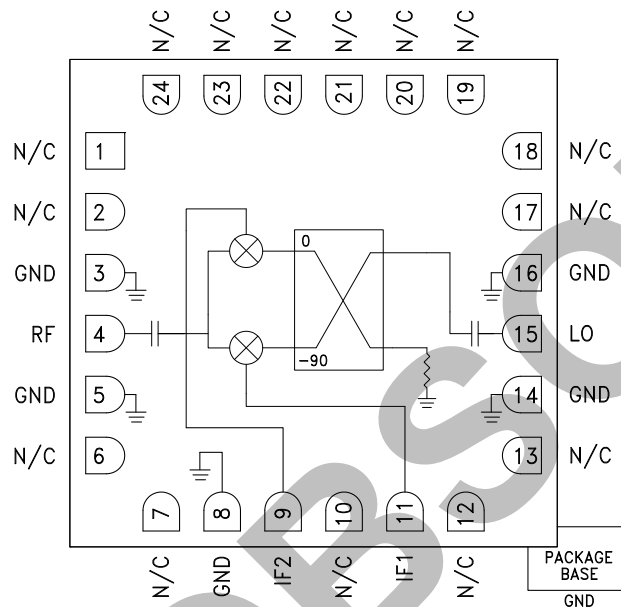 N/C N/C N/C N/C N/C N/C
24 23 22 21 20 19
N/C 1 18 N/C
N/C 2 17 N/C
GND 3 16 GND
RF 4 15 LO
GND 5 14 GND
N/C 6 13 N/C
0
-90
7 8 9 10 11 12
N/C GND IF2 N/C IF1 N/C
PACKAGE
BASE
GND